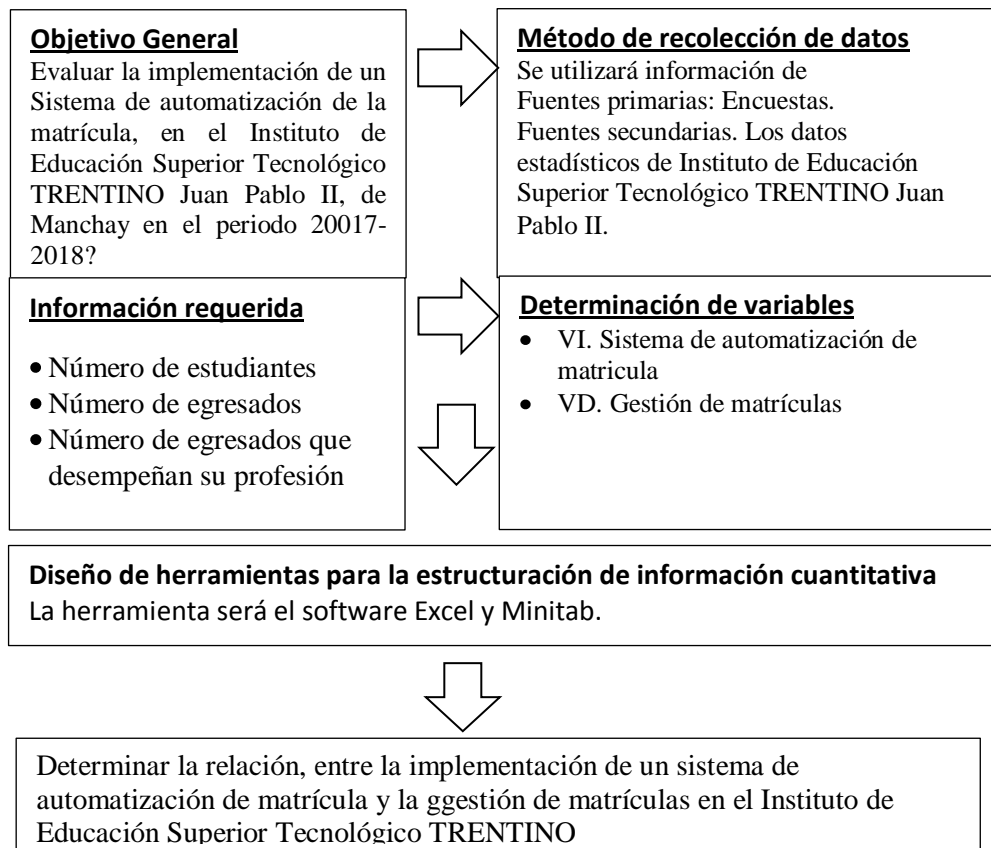 Objetivo General
Evaluar la implementación de un
Sistema de automatización de la
matrícula, en el Instituto de
Educación Superior Tecnológico
TRENTINO Juan Pablo II, de
Manchay en el periodo 20017-
2018?
Método de recolección de datos
Se utilizará información de
Fuentes primarias: Encuestas.
Fuentes secundarias. Los datos
estadísticos de Instituto de Educación
Superior Tecnológico TRENTINO Juan
Pablo II.
Información requerida
• Número de estudiantes
• Número de egresados
• Número de egresados que
desempeñan su profesión
Determinación de variables
• VI. Sistema de automatización de
matricula
• VD. Gestión de matrículas
Diseño de herramientas para la estructuración de información cuantitativa
La herramienta será el software Excel y Minitab.
Determinar la relación, entre la implementación de un sistema de
automatización de matrícula y la ggestión de matrículas en el Instituto de
Educación Superior Tecnológico TRENTINO